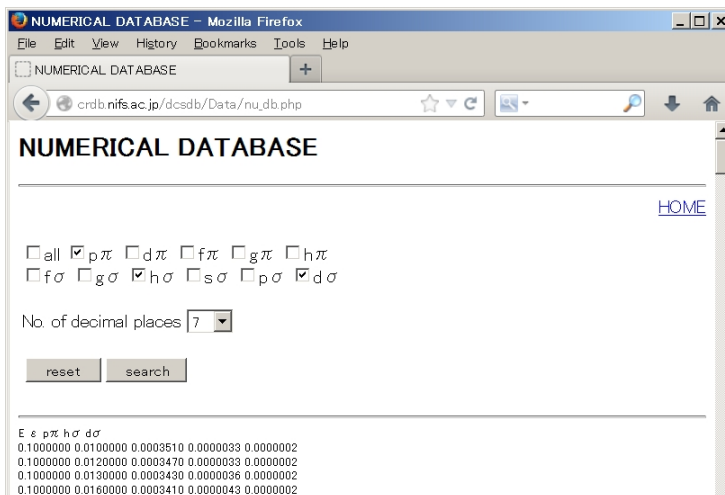 NUMERICAL DATABASE - Mozilla Firefox
File Edit View History Bookmarks Tools Help
NUMERICAL DATABASE
crdb.nifs.ac.jp/dcsdb/Data/nu_db.php
NUMERICAL DATABASE
HOME
all pπ dπ fπ gπ hπ
fσ gσ hσ sσ pσ dσ
No. of decimal places 7
reset search
E ε pπ hσ dσ
0.1000000 0.0100000 0.0003510 0.0000033 0.0000002
0.1000000 0.0120000 0.0003470 0.0000033 0.0000002
0.1000000 0.0130000 0.0003430 0.0000036 0.0000002
0.1000000 0.0160000 0.0003410 0.0000043 0.0000002